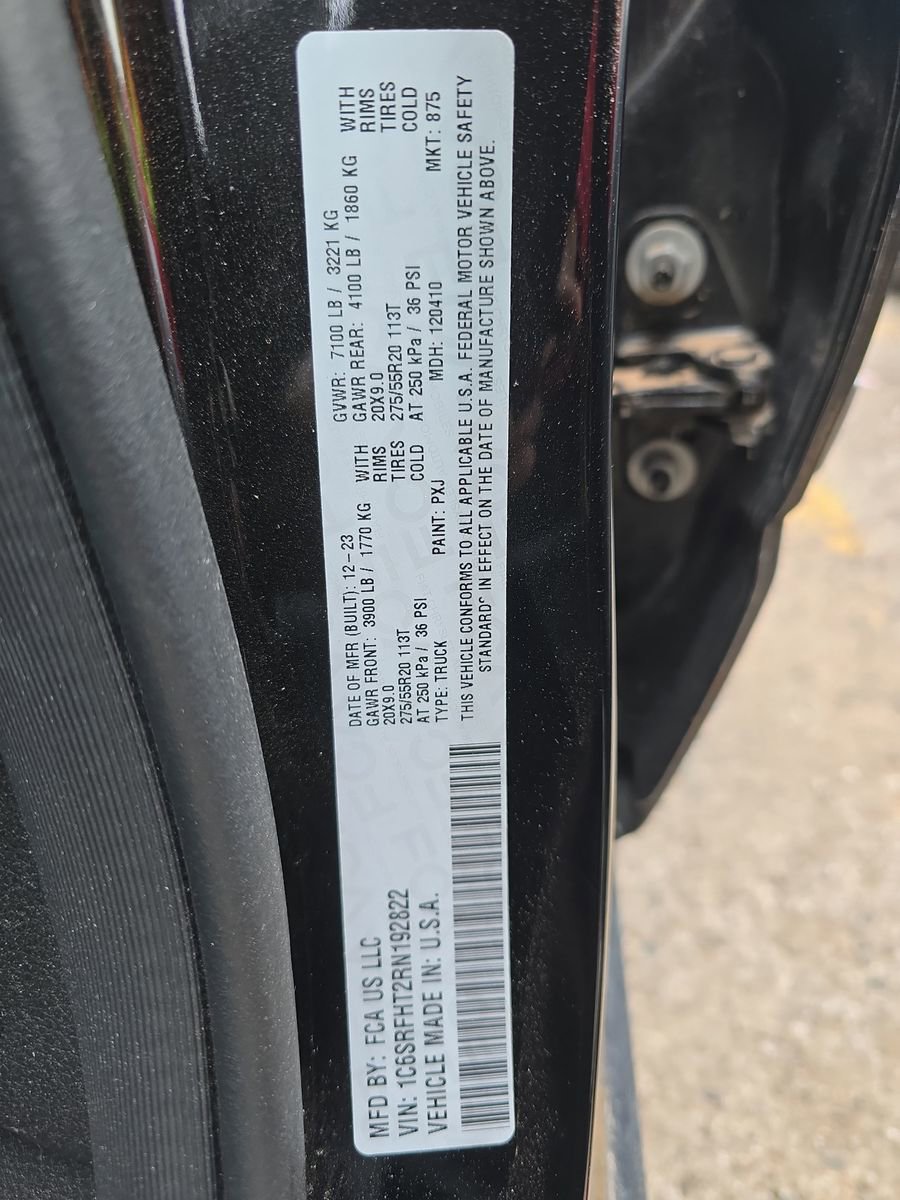 MFD BY: FCA US LLC
VIN: 1C6SRFHT2RN192822
VEHICLE MADE IN: U.S.A.
DATE OF MFR (BUILT): 12-23
GAWR FRONT: 3900 LB / 1770 KG WITH
20X9.0 RIMS
275/55R20 113T TIRES
AT 250 kPa / 36 PSI COLD
GVWR: 7100 LB / 3221 KG
GAWR REAR: 4100 LB / 1860 KG WITH
20X9.0 RIMS
275/55R20 113T TIRES
AT 250 kPa / 36 PSI COLD
TYPE: TRUCK PAINT: PXJ MDH: 120410 MKT: 875
THIS VEHICLE CONFORMS TO ALL APPLICABLE U.S.A. FEDERAL MOTOR VEHICLE SAFETY
STANDARDS IN EFFECT ON THE DATE OF MANUFACTURE SHOWN ABOVE.